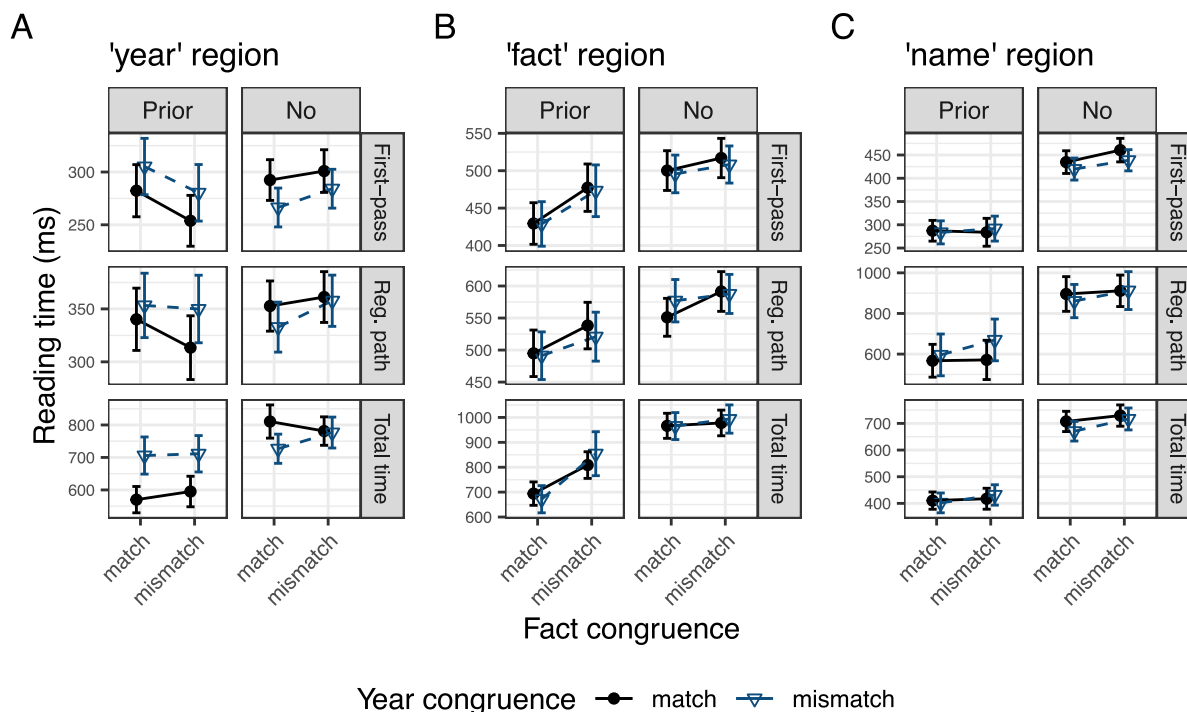 A
'year' region
Prior
No
300
250
First−pass
350
300
Reg. path
800
700
600
Total time
match
mismatch
match
mismatch
Reading time (ms)
B
'fact' region
Prior
No
550
500
450
400
First−pass
600
550
500
450
Reg. path
1000
900
800
700
600
Total time
match
mismatch
match
mismatch
Fact congruence
C
'name' region
Prior
No
450
400
350
300
250
First−pass
1000
800
600
Reg. path
700
600
500
400
Total time
match
mismatch
match
mismatch
Year congruence match mismatch